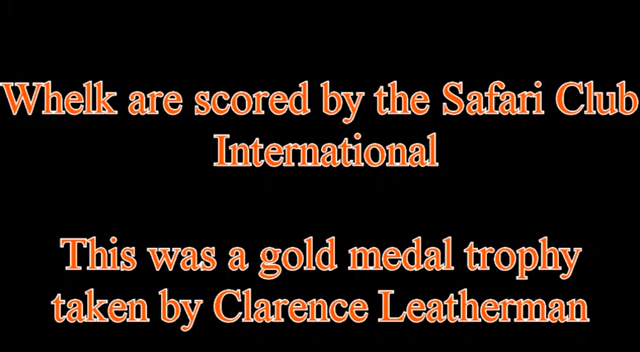 Whelk are scored by the Safari Club
International
This was a gold medal trophy
taken by Clarence Leatherman